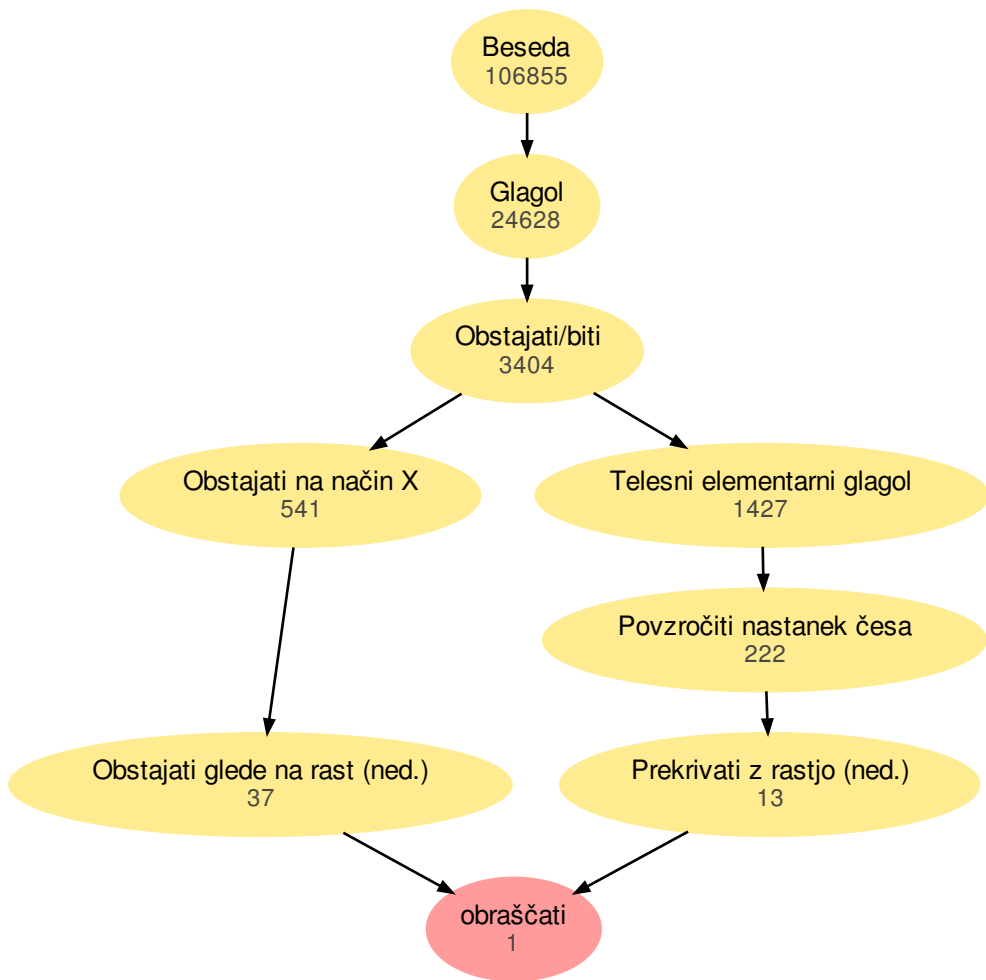 Beseda
106855
Glagol
24628
Obstajati/biti
3404
Obstajati na način X
541
Telesni elementarni glagol
1427
Povzročiti nastanek česa
222
Obstajati glede na rast (ned.)
37
Prekrivati z rastjo (ned.)
13
obraščati
1